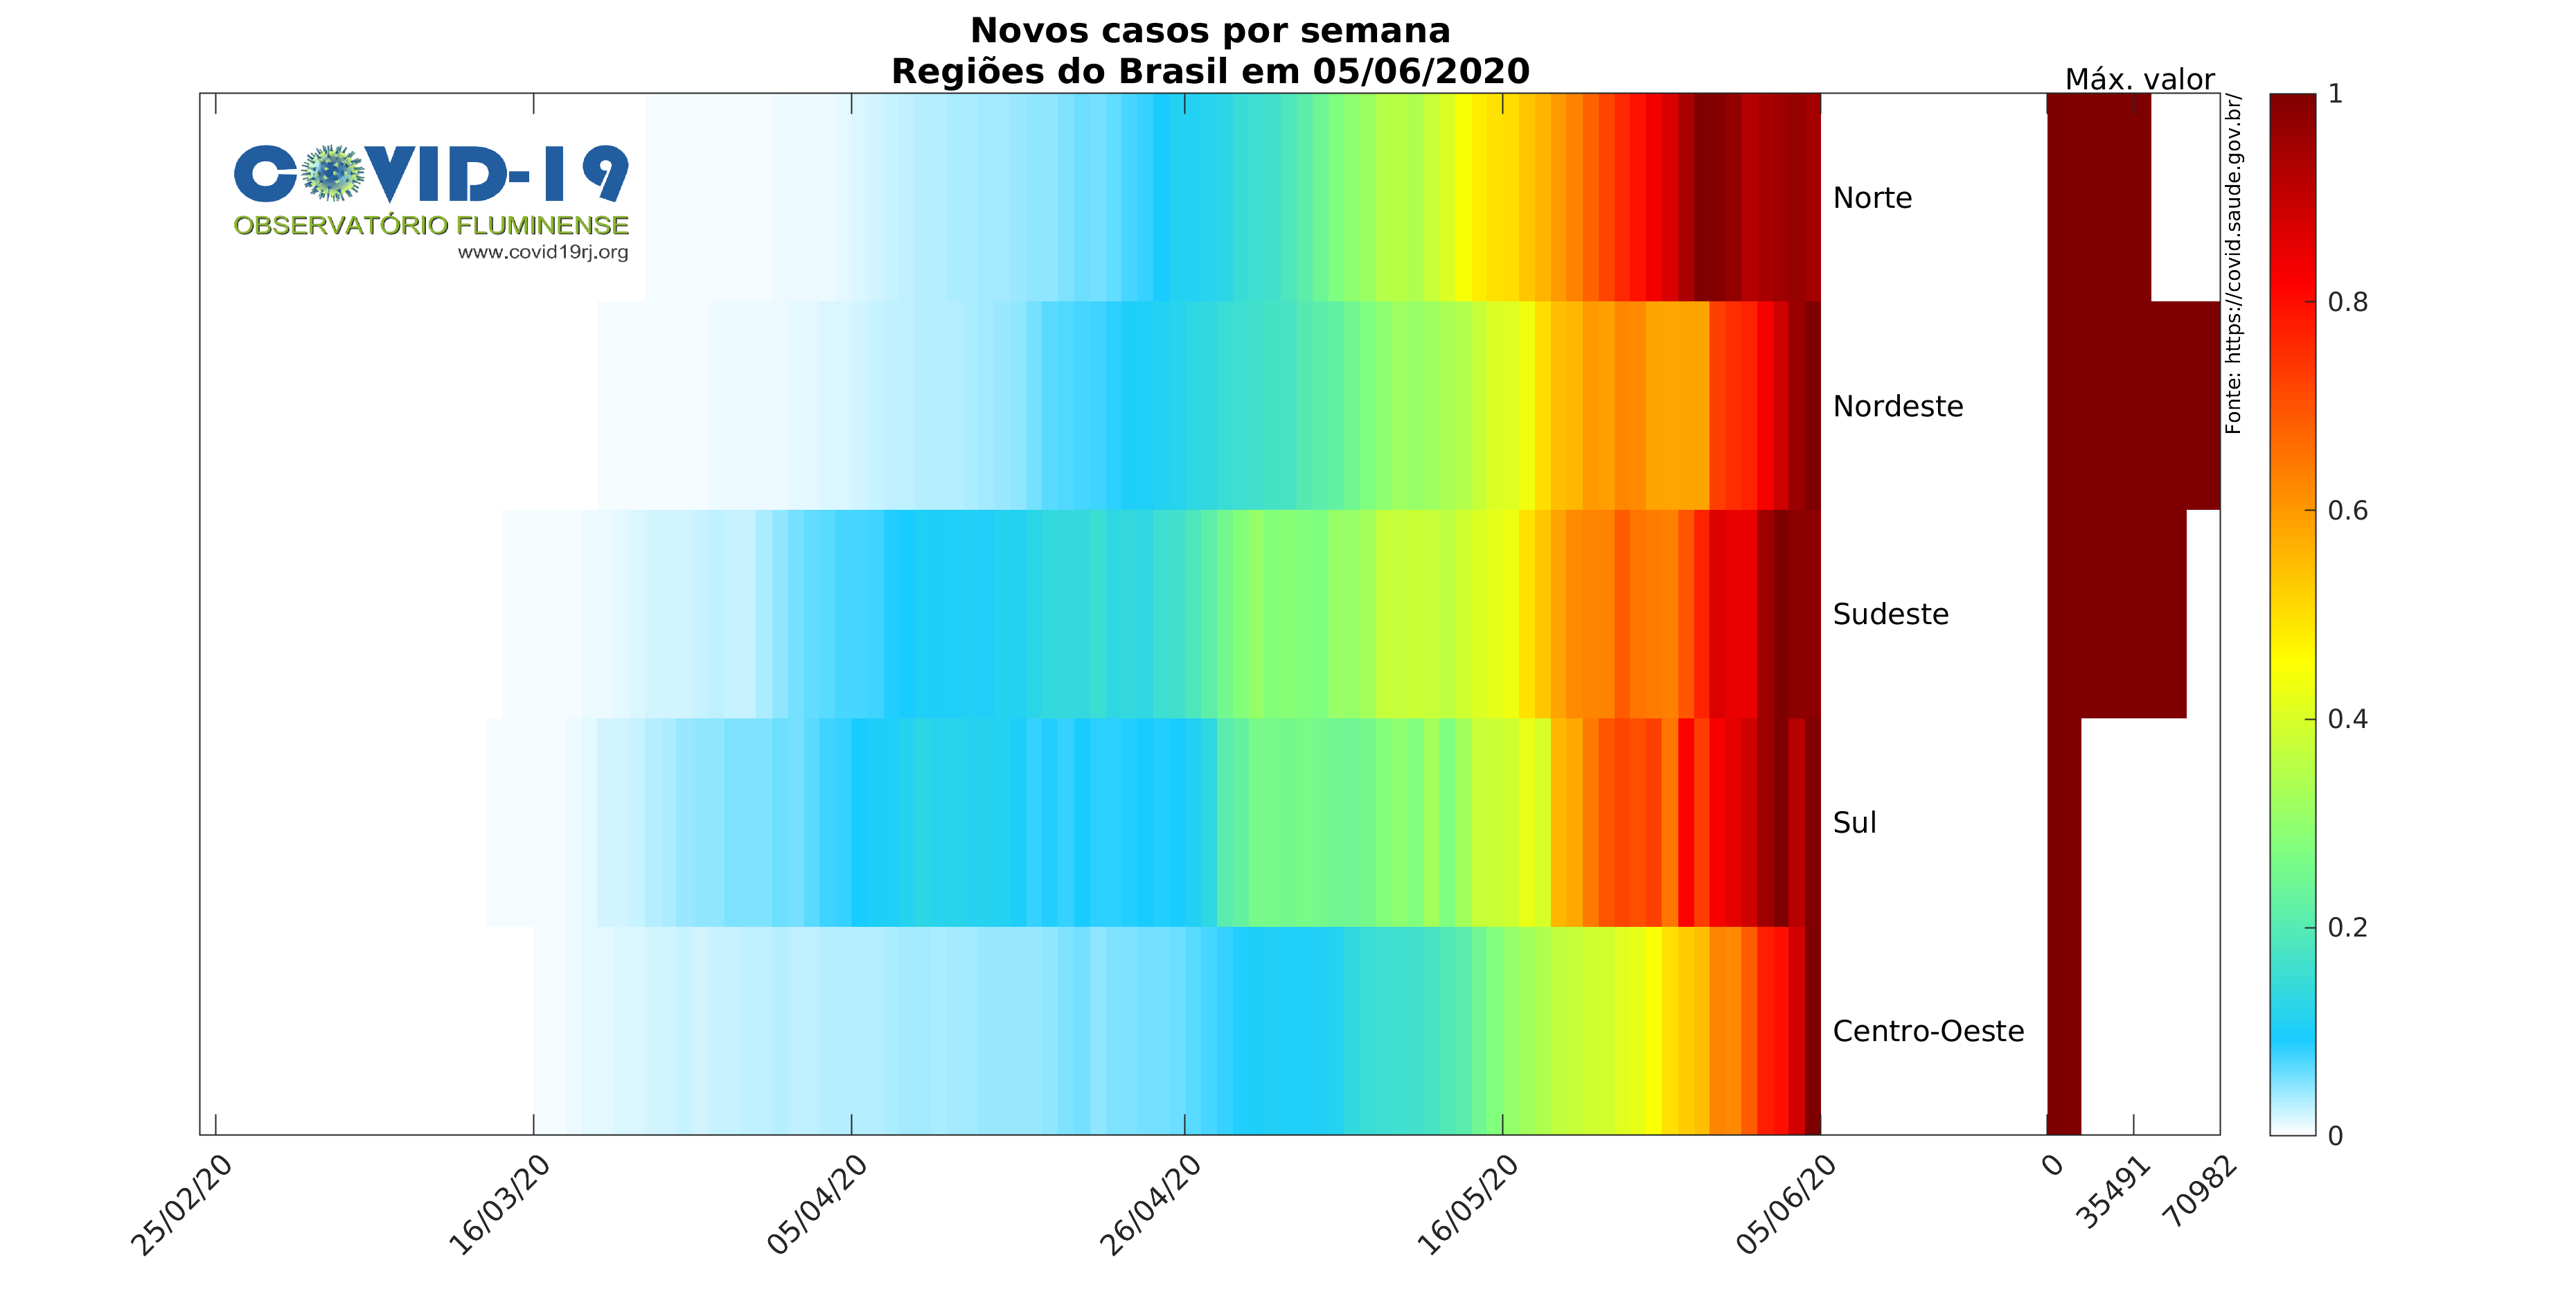 Novos casos por semana
Regiões do Brasil em 05/06/2020
COVID-19
OBSERVATÓRIO FLUMINENSE
www.covid19rj.org
Máx. valor
Norte
Nordeste
Sudeste
Sul
Centro-Oeste
Fonte: https://covid.saude.gov.br/
1
0.8
0.6
0.4
0.2
0
25/02/20
16/03/20
05/04/20
26/04/20
16/05/20
05/06/20
0
35491
70982